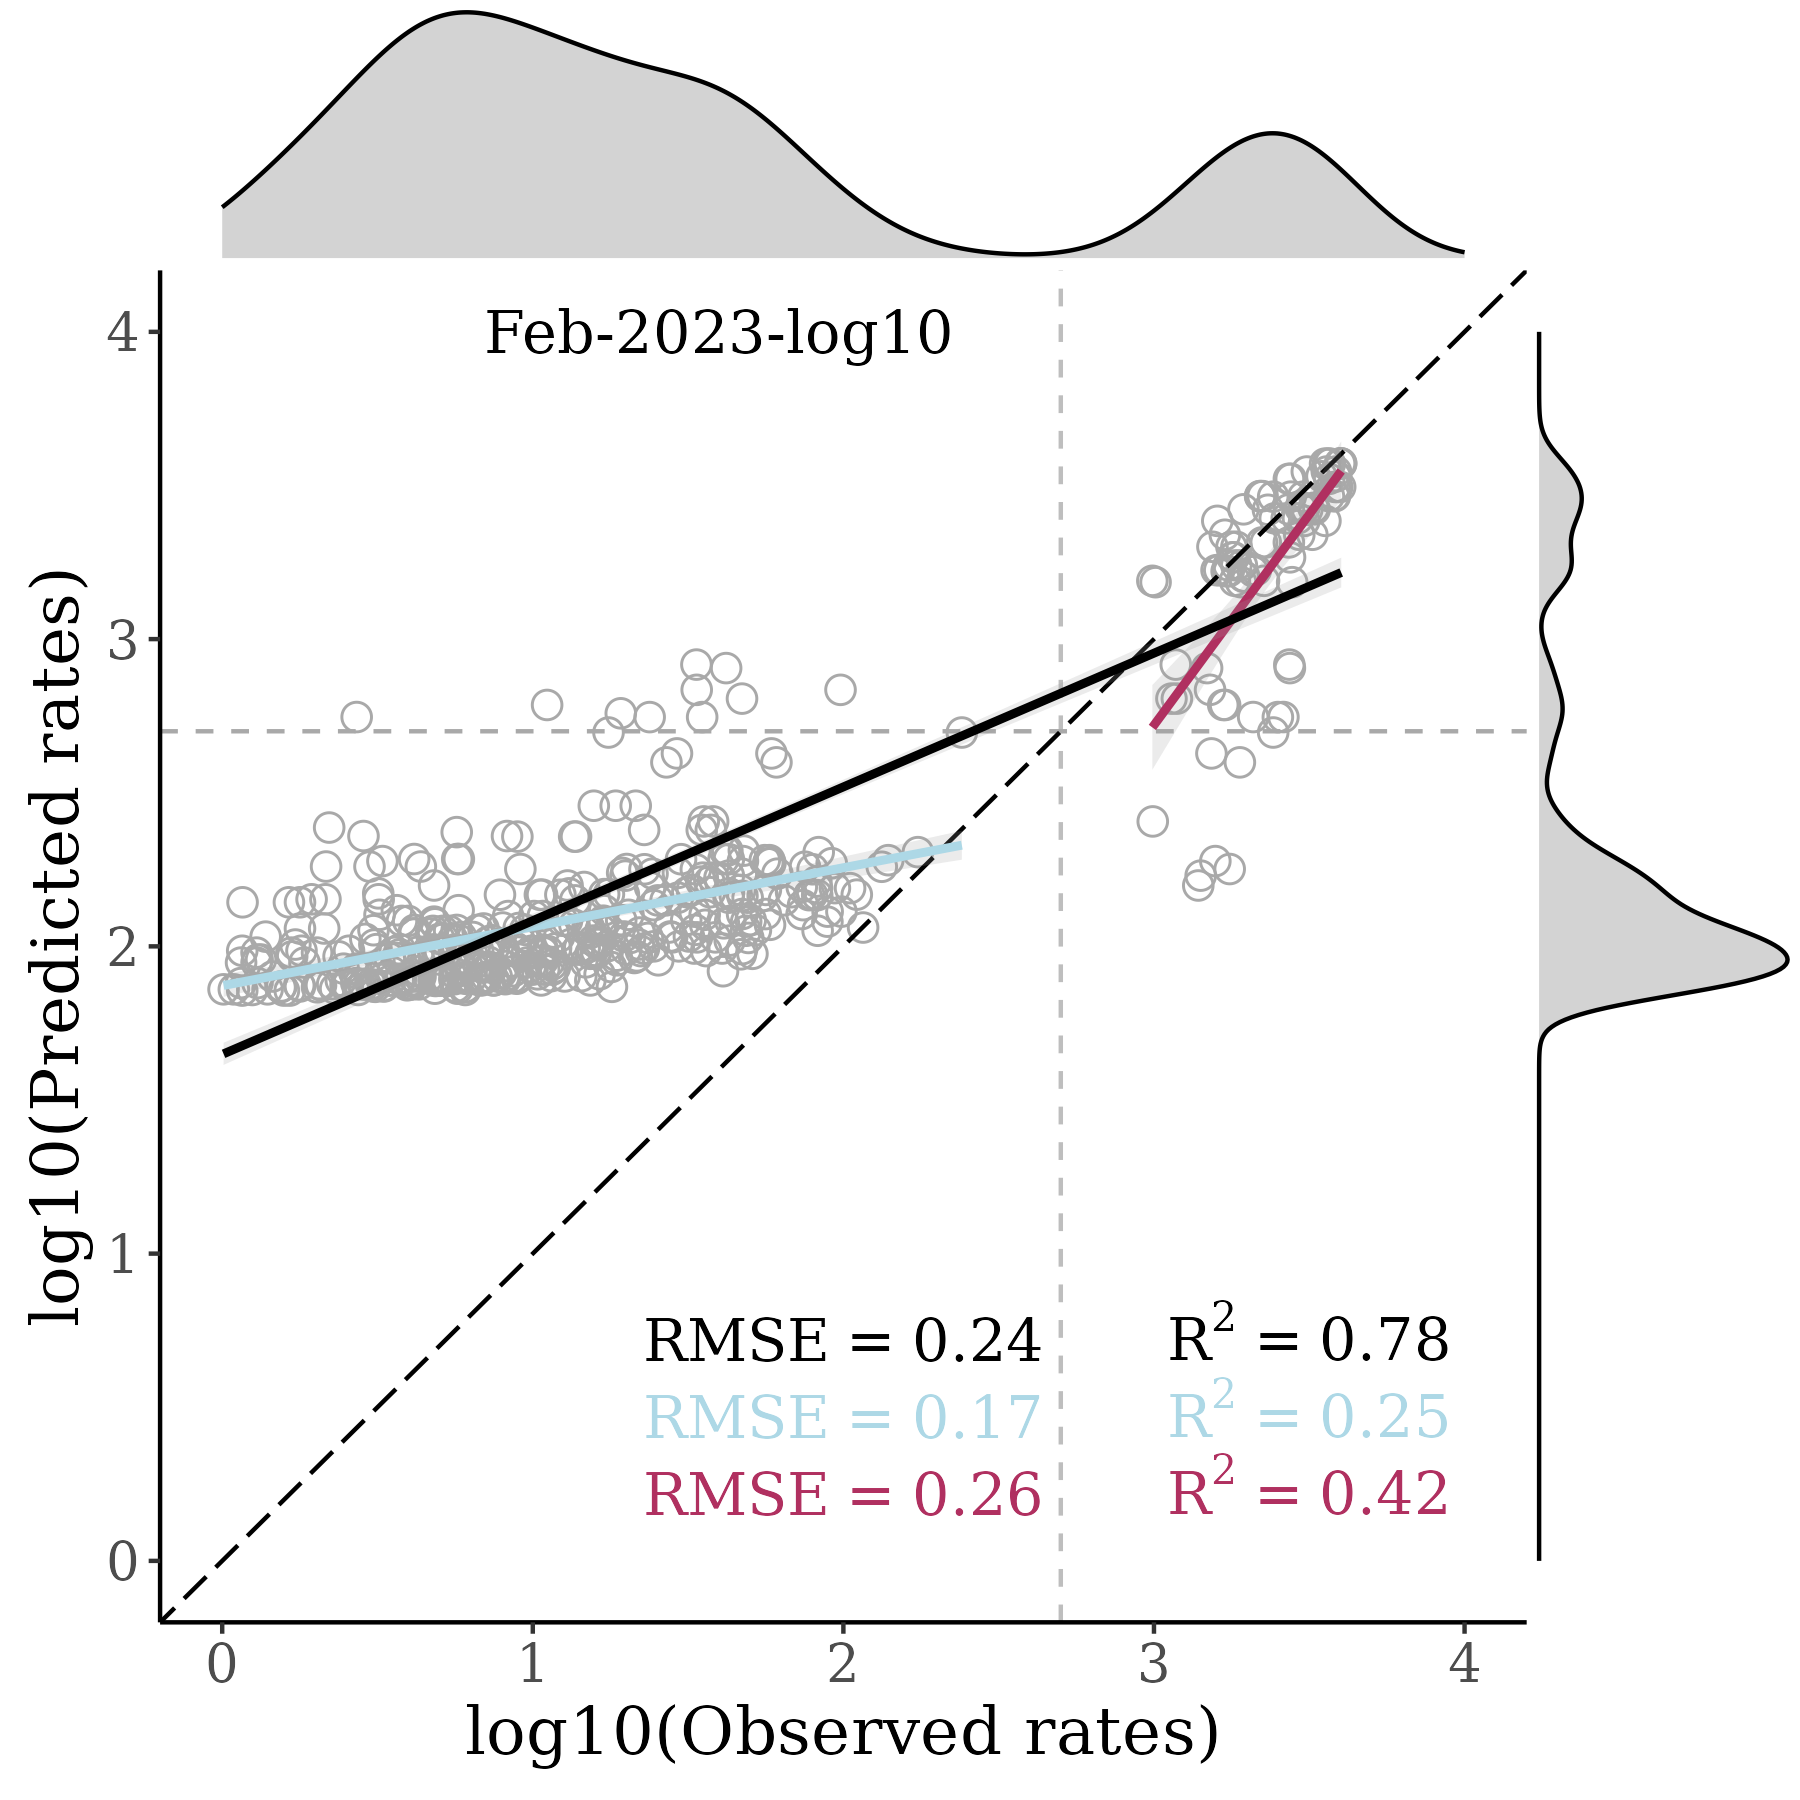 Feb-2023-log10
4
3
2
1
0
log10(Predicted rates)
RMSE = 0.24
R² = 0.78
RMSE = 0.17
R² = 0.25
RMSE = 0.26
R² = 0.42
0
1
2
3
4
log10(Observed rates)